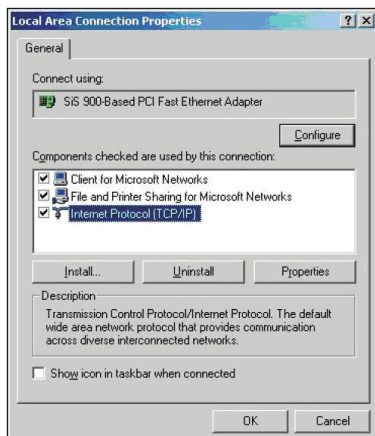 Local Area Connection Properties
General
Connect using:
SiS 900-Based PCI Fast Ethernet Adapter
Configure
Components checked are used by this connection:
Client for Microsoft Networks
File and Printer Sharing for Microsoft Networks
Internet Protocol (TCP/IP)
Install...
Uninstall
Properties
Description
Transmission Control Protocol/Internet Protocol. The default
wide area network protocol that provides communication
across diverse interconnected networks.
Show icon in taskbar when connected
OK
Cancel